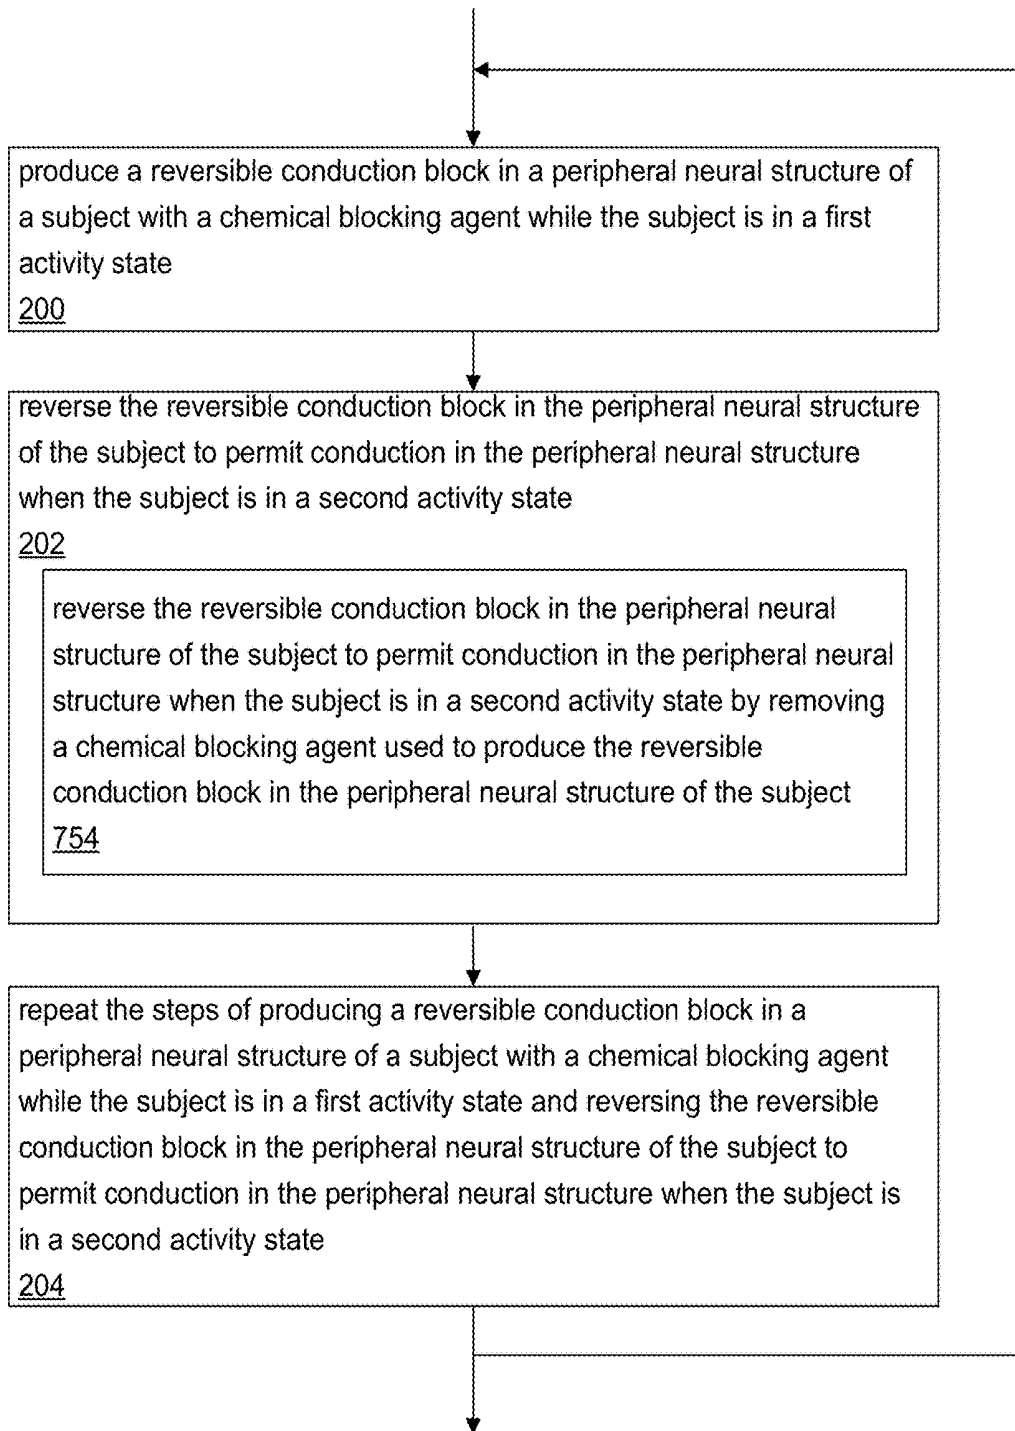 produce a reversible conduction block in a peripheral neural structure of
a subject with a chemical blocking agent while the subject is in a first
activity state
200
reverse the reversible conduction block in the peripheral neural structure
of the subject to permit conduction in the peripheral neural structure
when the subject is in a second activity state
202
reverse the reversible conduction block in the peripheral neural
structure of the subject to permit conduction in the peripheral neural
structure when the subject is in a second activity state by removing
a chemical blocking agent used to produce the reversible
conduction block in the peripheral neural structure of the subject
754
repeat the steps of producing a reversible conduction block in a
peripheral neural structure of a subject with a chemical blocking agent
while the subject is in a first activity state and reversing the reversible
conduction block in the peripheral neural structure of the subject to
permit conduction in the peripheral neural structure when the subject is
in a second activity state
204